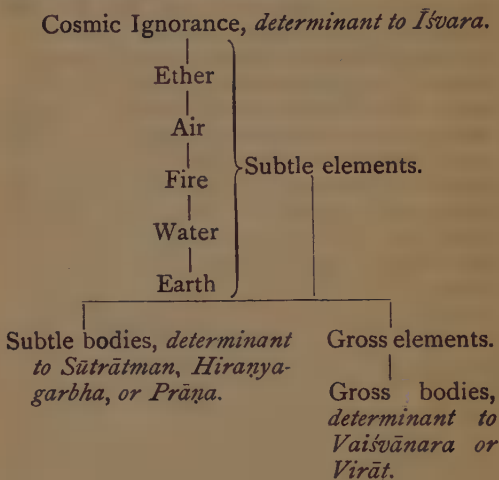 Cosmic Ignorance, determinant to Īśvara.
Ether
Air
Fire
Subtle elements.
Water
Earth
Subtle bodies, determinant
to Sūtrātman, Hiraṇya-
garbha, or Prāṇa.
Gross elements.
Gross bodies,
determinant to
Vaiśvānara or
Virāt.